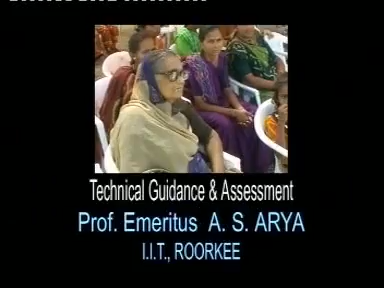 Technical Guidance & Assessment
Prof. Emeritus A. S. ARYA
I.I.T., ROORKEE